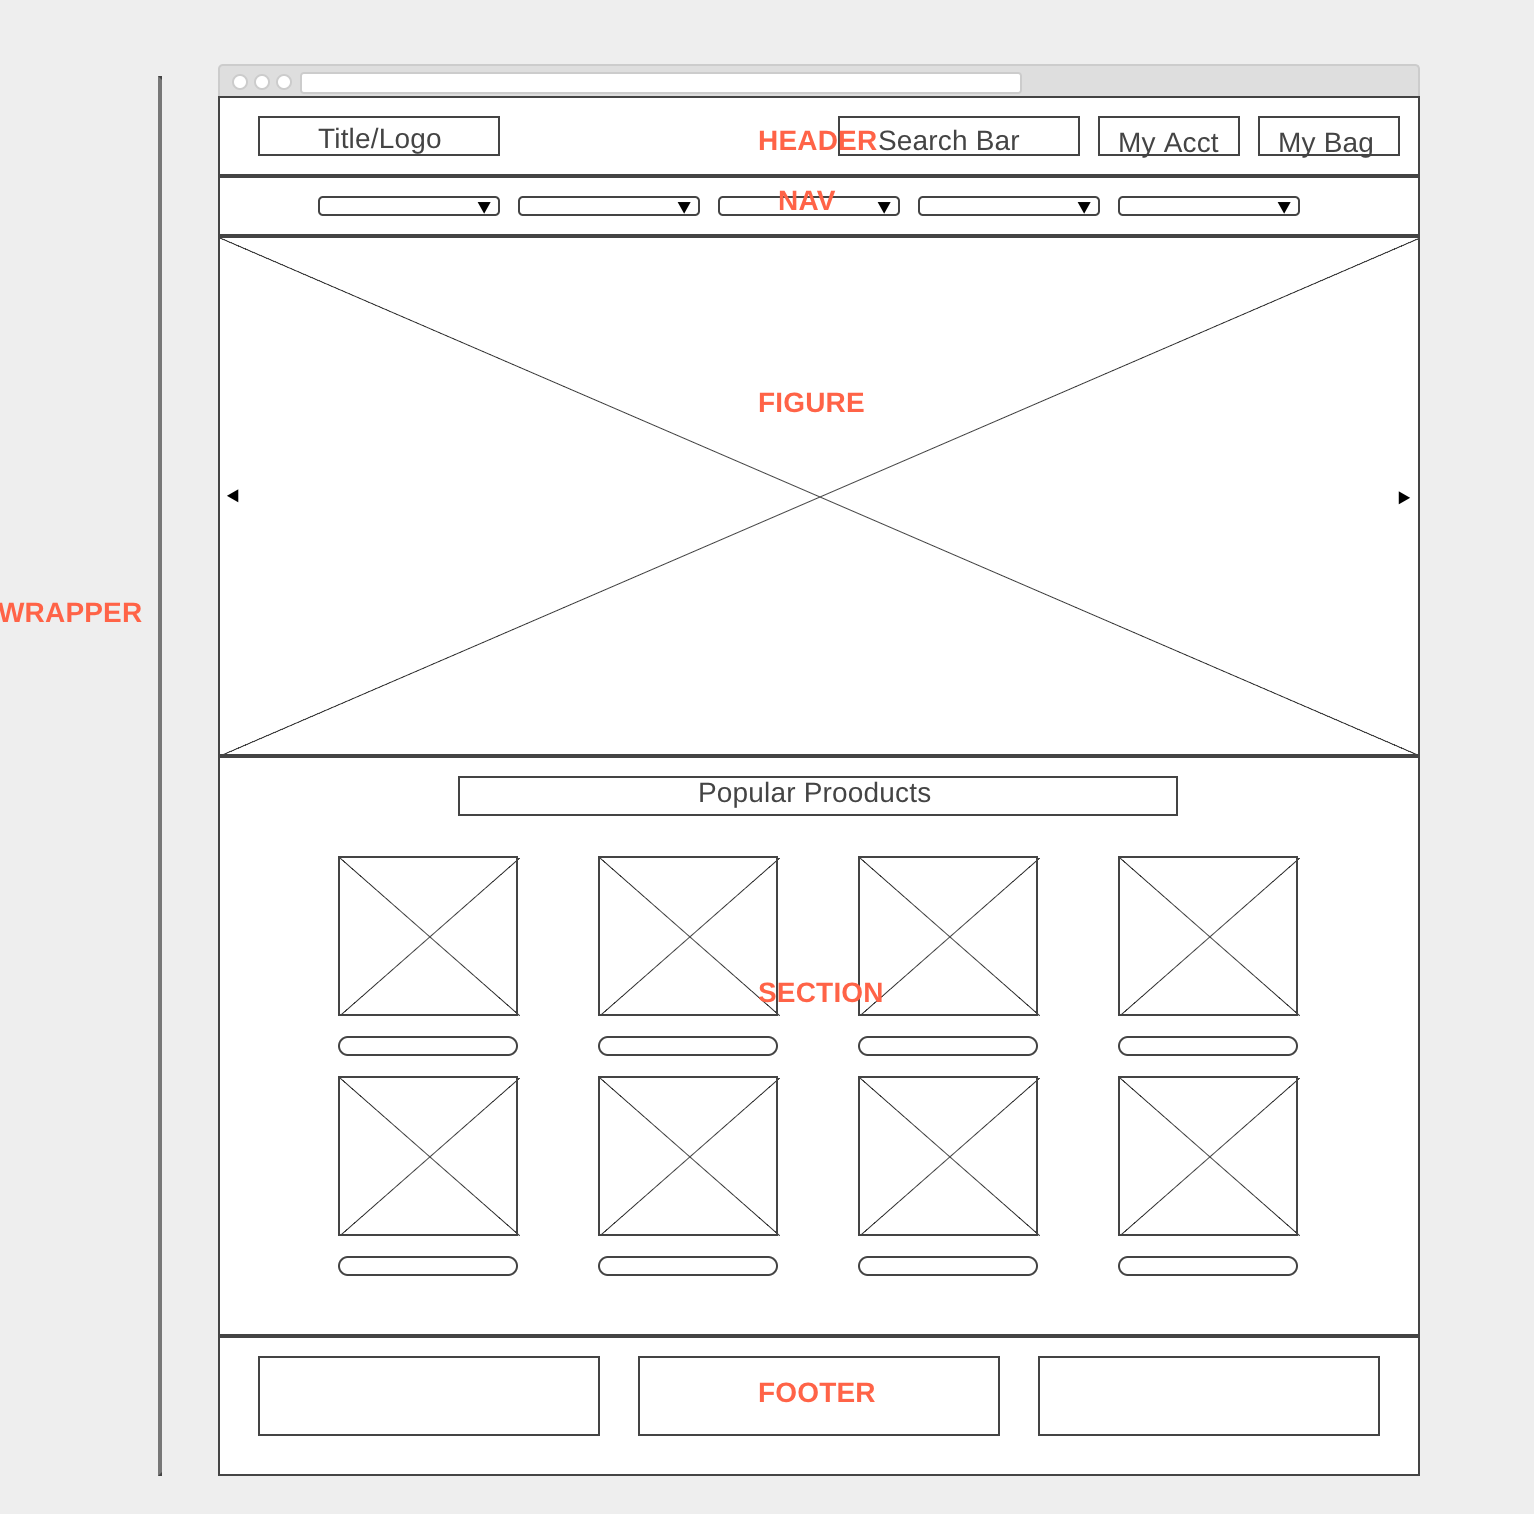 Title/Logo
HEADER
Search Bar
My Acct
My Bag
NAV
FIGURE
WRAPPER
Popular Prooducts
SECTION
FOOTER